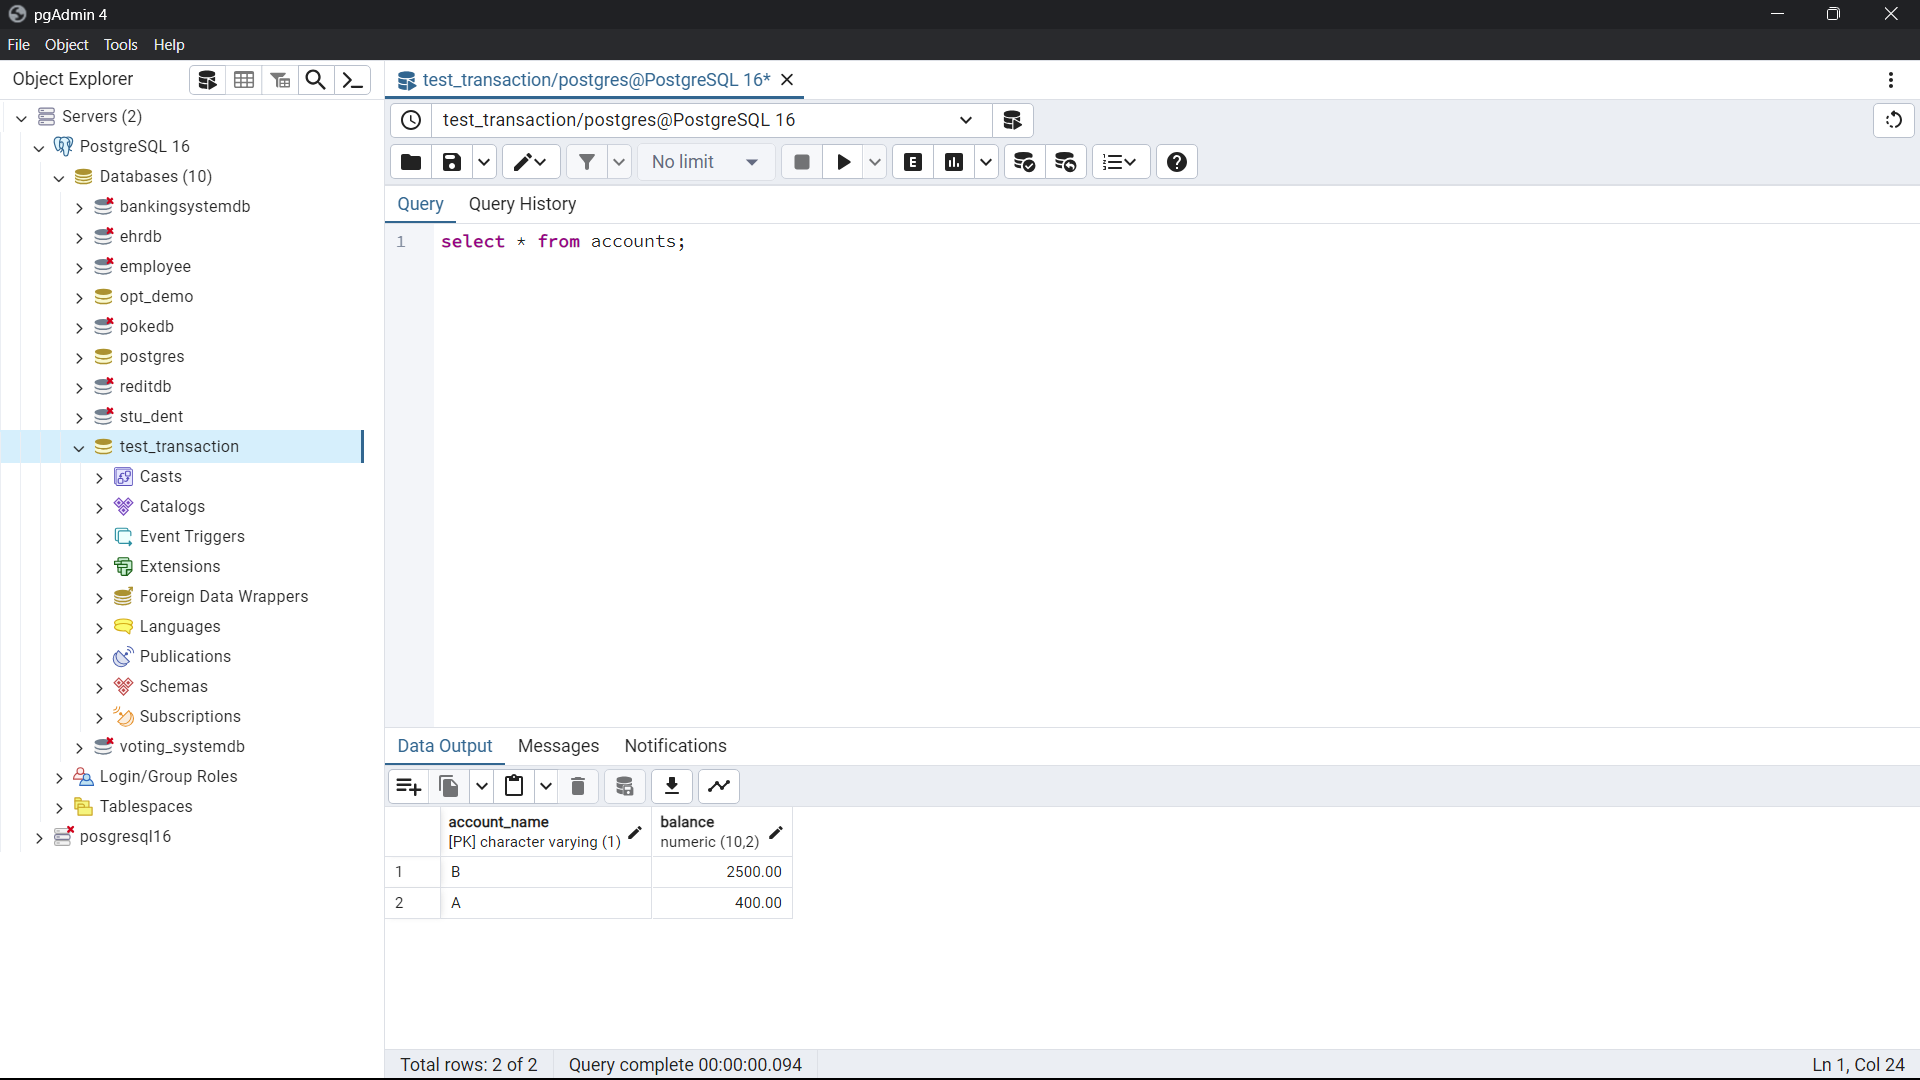 pgAdmin 4
File Object Tools Help
Object Explorer
Servers (2)
PostgreSQL 16
Databases (10)
bankingsystemdb
ehrdb
employee
opt_demo
pokedb
postgres
reditdb
stu_dent
test_transaction
Casts
Catalogs
Event Triggers
Extensions
Foreign Data Wrappers
Languages
Publications
Schemas
Subscriptions
voting_systemdb
Login/Group Roles
Tablespaces
posgresql16
test_transaction/postgres@PostgreSQL 16*
test_transaction/postgres@PostgreSQL 16
No limit
E
Query Query History
1 select * from accounts;
Data Output Messages Notifications
account_name balance
[PK] character varying (1) numeric (10,2)
1 B 2500.00
2 A 400.00
Total rows: 2 of 2 Query complete 00:00:00.094 Ln 1, Col 24